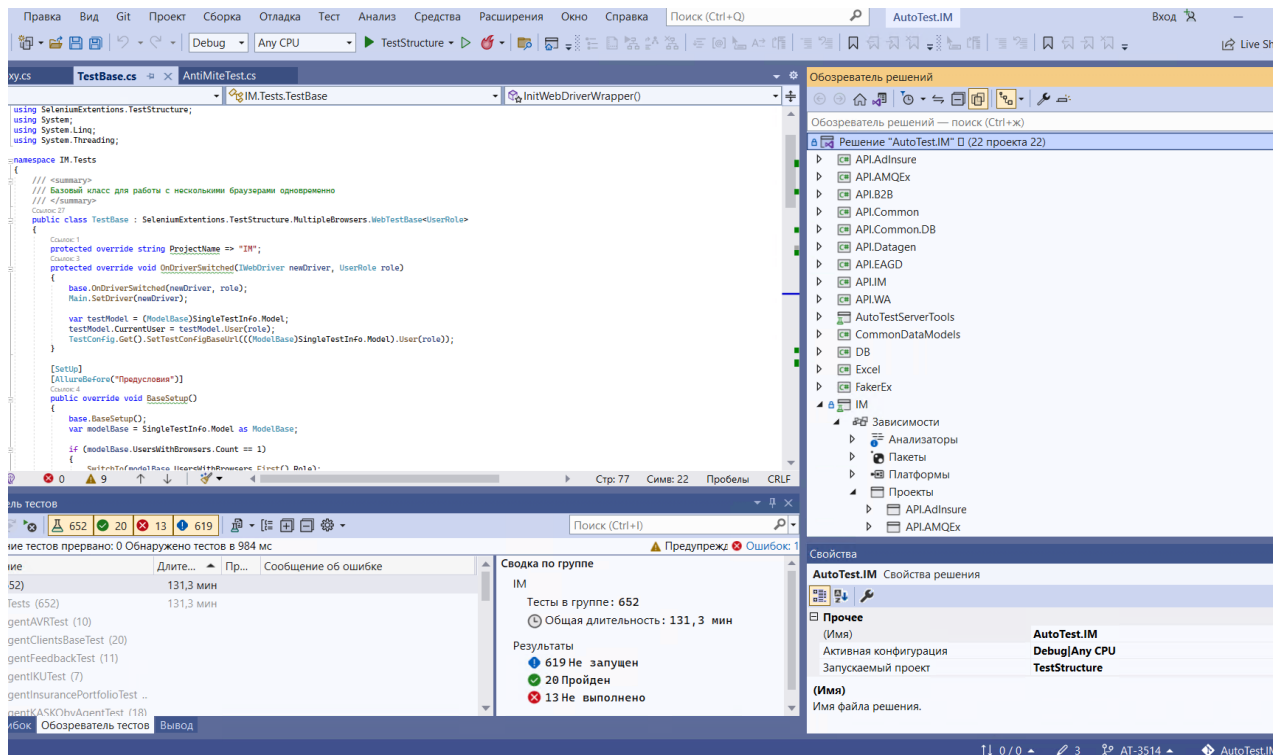 Правка Вид Git Проект Сборка Отладка Тест Анализ Средства Расширения Окно Справка Поиск (Ctrl+Q) AutoTest.IM Вход
Debug Any CPU TestStructure Live Sh
xy.cs TestBase.cs AntiMiteTest.cs
IM.Tests.TestBase InitWebDriverWrapper()
using SeleniumExtentions.TestStructure;
using System;
using System.Linq;
using System.Threading;
namespace IM.Tests
{
/// <summary>
/// Базовый класс для работы с несколькими браузерами одновременно
/// </summary>
Ссылок: 27
public class TestBase : SeleniumExtentions.TestStructure.MultipleBrowsers.WebTestBase<UserRole>
{
Ссылок: 1
protected override string ProjectName => "IM";
Ссылок: 3
protected override void OnDriverSwitched(IWebDriver newDriver, UserRole role)
{
base.OnDriverSwitched(newDriver, role);
Main.SetDriver(newDriver);
var testModel = (ModelBase)SingleTestInfo.Model;
testModel.CurrentUser = testModel.User(role);
TestConfig.Get().SetTestConfigBaseUrl(((ModelBase)SingleTestInfo.Model).User(role));
}
[SetUp]
[AllureBefore("Предусловия")]
Ссылок: 4
public override void BaseSetup()
{
base.BaseSetup();
var modelBase = SingleTestInfo.Model as ModelBase;
if (modelBase.UsersWithBrowsers.Count == 1)
{
SwitchTo(modelBase.UsersWithBrowsers.First().Role);
0 9 Стр: 77 Симв: 22 Пробелы CRLF
ель тестов
652 20 13 619 Поиск (Ctrl+I)
ние тестов прервано: 0 Обнаружено тестов в 984 мс Предупрежд Ошибок: 1
ние Длите... Пр... Сообщение об ошибке
52) 131,3 мин
Tests (652) 131,3 мин
gentAVRTest (10)
gentClientsBaseTest (20)
gentFeedbackTest (11)
gentIKUTest (7)
gentInsurancePortfolioTest ..
gentKASKObyAgentTest (18)
Сводка по группе
IM
Тесты в группе: 652
Общая длительность: 131,3 мин
Результаты
619 Не запущен
20 Пройден
13 Не выполнено
ибок Обозреватель тестов Вывод
Обозреватель решений
Обозреватель решений — поиск (Ctrl+ж)
Решение "AutoTest.IM" (22 проекта 22)
API.AdInsure
API.AMQEx
API.B2B
API.Common
API.Common.DB
API.Datagen
API.EAGD
API.IM
API.WA
AutoTestServerTools
CommonDataModels
DB
Excel
FakerEx
IM
Зависимости
Анализаторы
Пакеты
Платформы
Проекты
API.AdInsure
API.AMQEx
Свойства
AutoTest.IM Свойства решения
Прочее
(Имя) AutoTest.IM
Активная конфигурация Debug|Any CPU
Запускаемый проект TestStructure
(Имя)
Имя файла решения.
0 / 0 3 AT-3514 AutoTest.IM